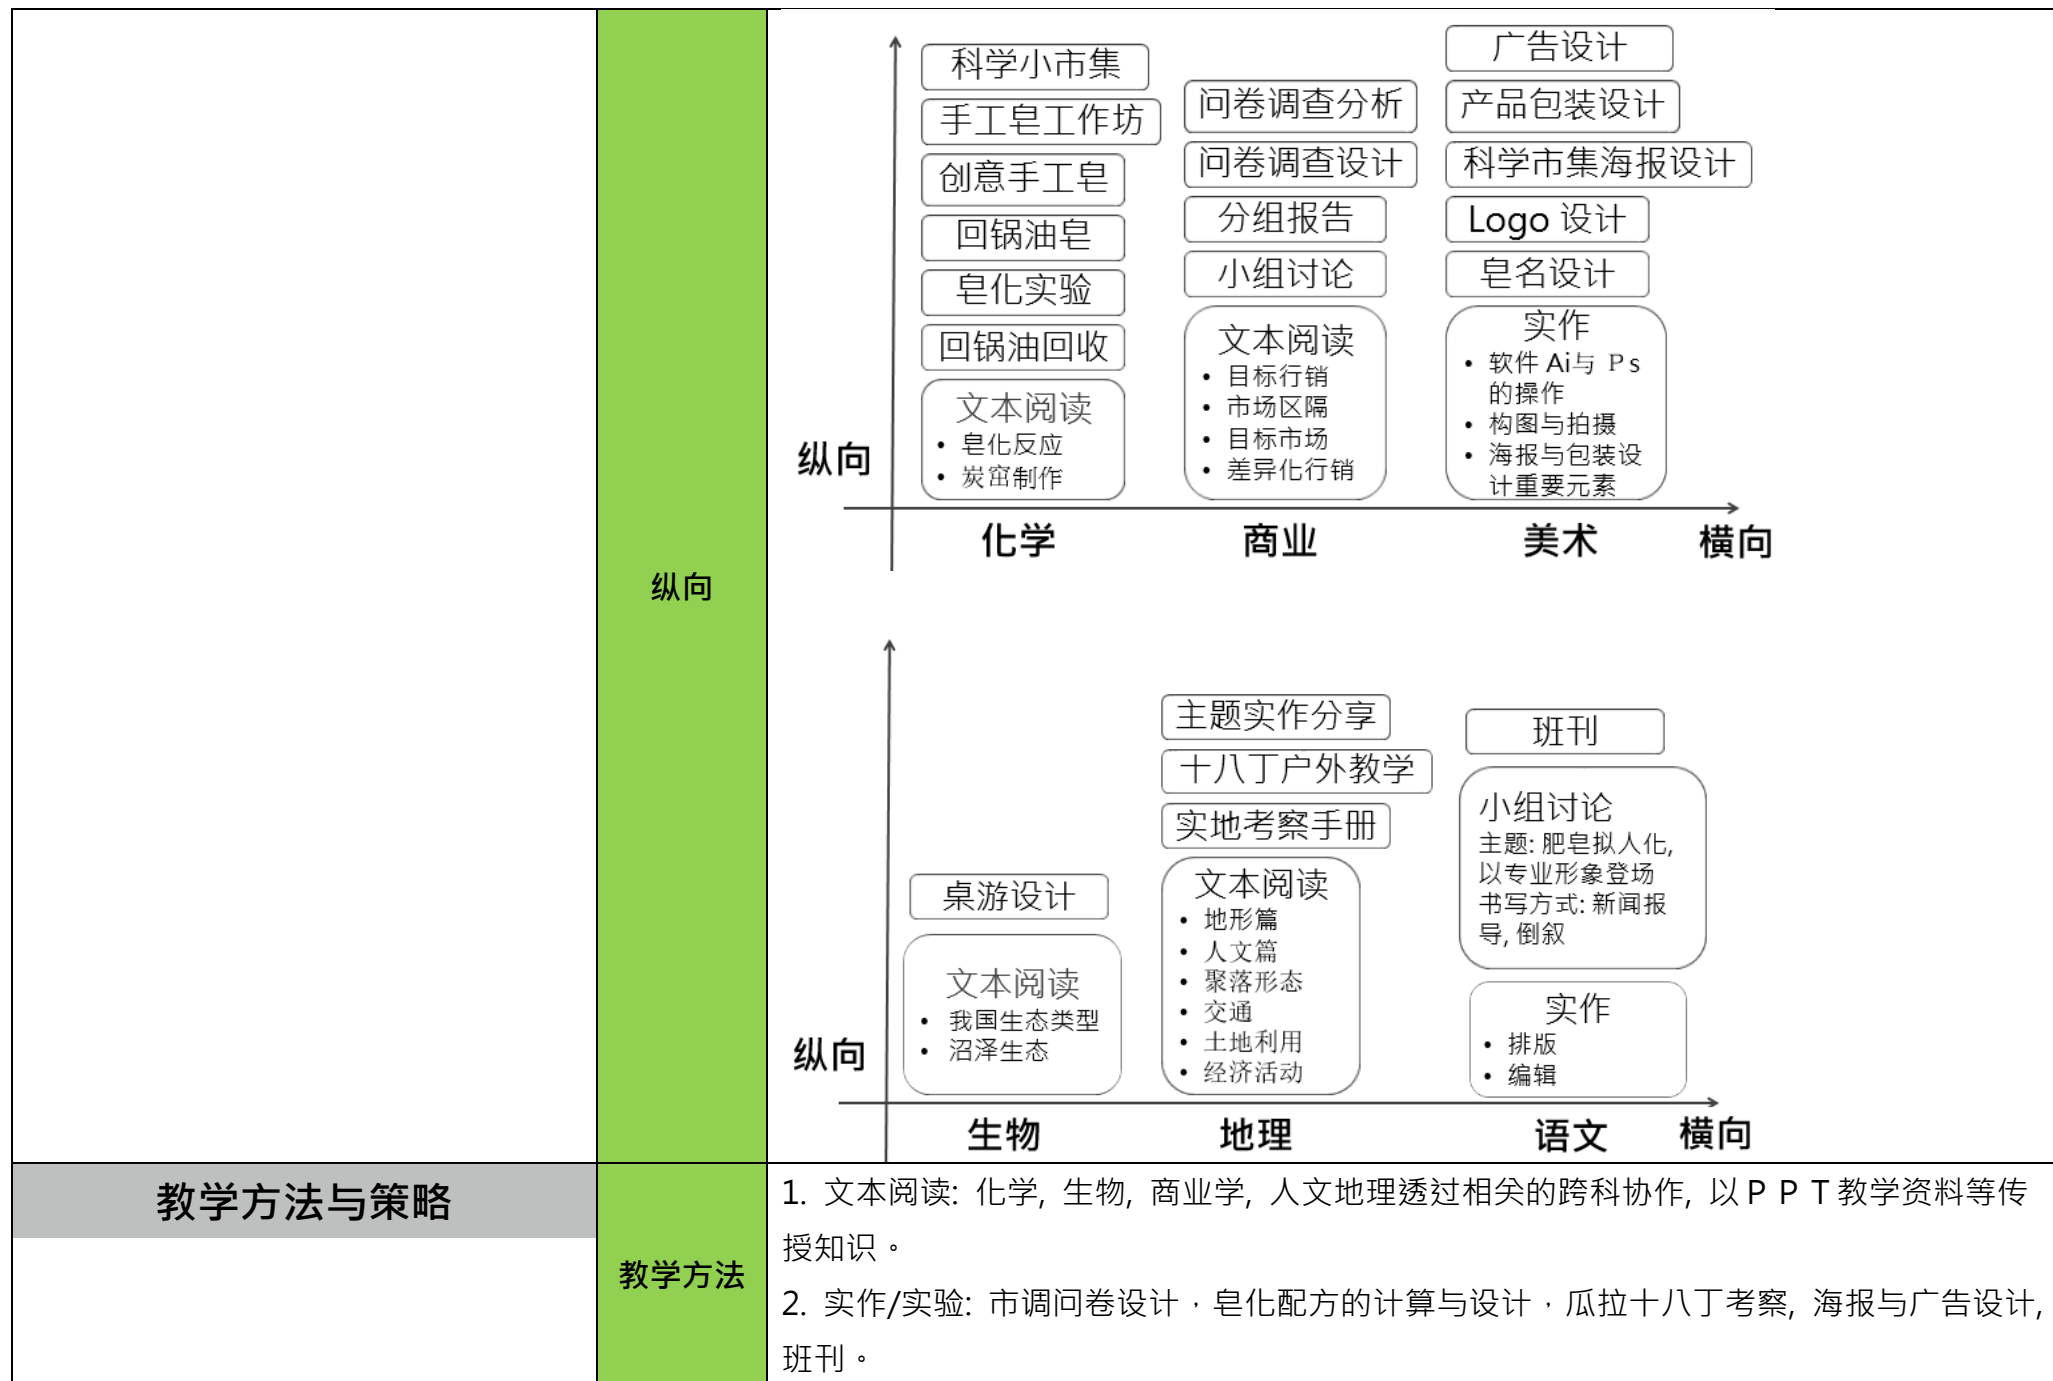 纵向
科学小市集
手工皂工作坊
创意手工皂
回锅油皂
皂化实验
回锅油回收
文本阅读
• 皂化反应
• 炭窑制作
化学
问卷调查分析
问卷调查设计
分组报告
小组讨论
文本阅读
• 目标行销
• 市场区隔
• 目标市场
• 差异化行销
商业
广告设计
产品包装设计
科学市集海报设计
Logo 设计
皂名设计
实作
• 软件 Ai与 Ps
的操作
• 构图与拍摄
• 海报与包装设
计重要元素
美术
横向
纵向
纵向
桌游设计
文本阅读
• 我国生态类型
• 沼泽生态
生物
主题实作分享
十八丁户外教学
实地考察手册
文本阅读
• 地形篇
• 人文篇
• 聚落形态
• 交通
• 土地利用
• 经济活动
地理
班刊
小组讨论
主题: 肥皂拟人化,
以专业形象登场
书写方式: 新闻报
导, 倒叙
实作
• 排版
• 编辑
语文
横向
教学方法与策略
教学方法
1. 文本阅读: 化学, 生物, 商业学, 人文地理透过相关的跨科协作, 以ＰＰＴ教学资料等传
授知识。
2. 实作/实验: 市调问卷设计，皂化配方的计算与设计，瓜拉十八丁考察, 海报与广告设计,
班刊。